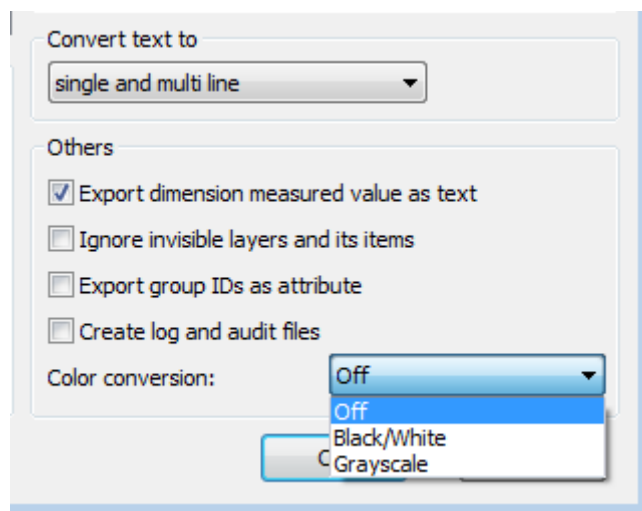 Convert text to
single and multi line
Others
Export dimension measured value as text
Ignore invisible layers and its items
Export group IDs as attribute
Create log and audit files
Color conversion:
Off
Off
Black/White
Grayscale